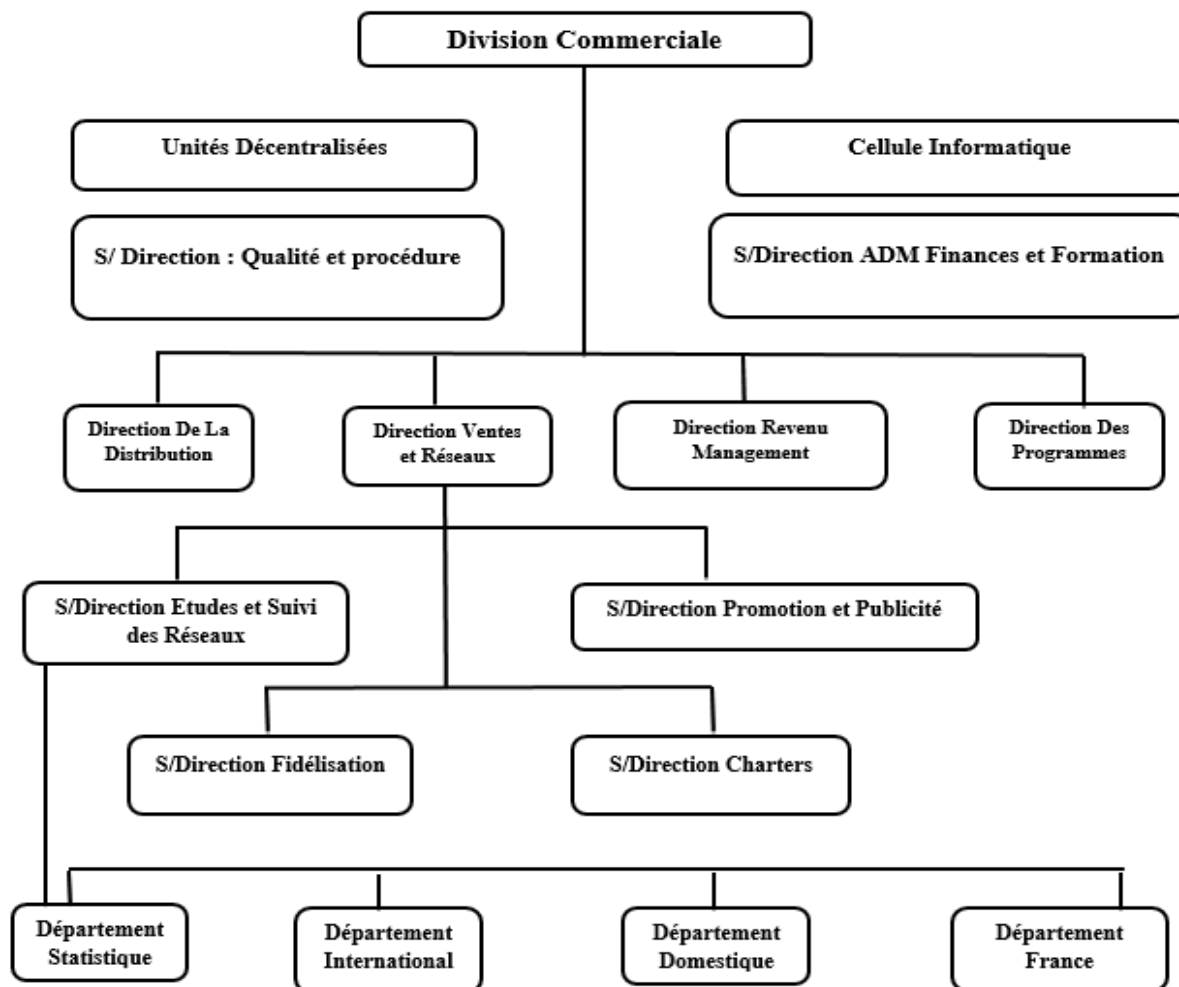 Division Commerciale
Unités Décentralisées
Cellule Informatique
S/ Direction : Qualité et procédure
S/Direction ADM Finances et Formation
Direction De La
Distribution
Direction Ventes
et Réseaux
Direction Revenu
Management
Direction Des
Programmes
S/Direction Etudes et Suivi
des Réseaux
S/Direction Promotion et Publicité
S/Direction Fidélisation
S/Direction Charters
Département
Statistique
Département
International
Département
Domestique
Département
France